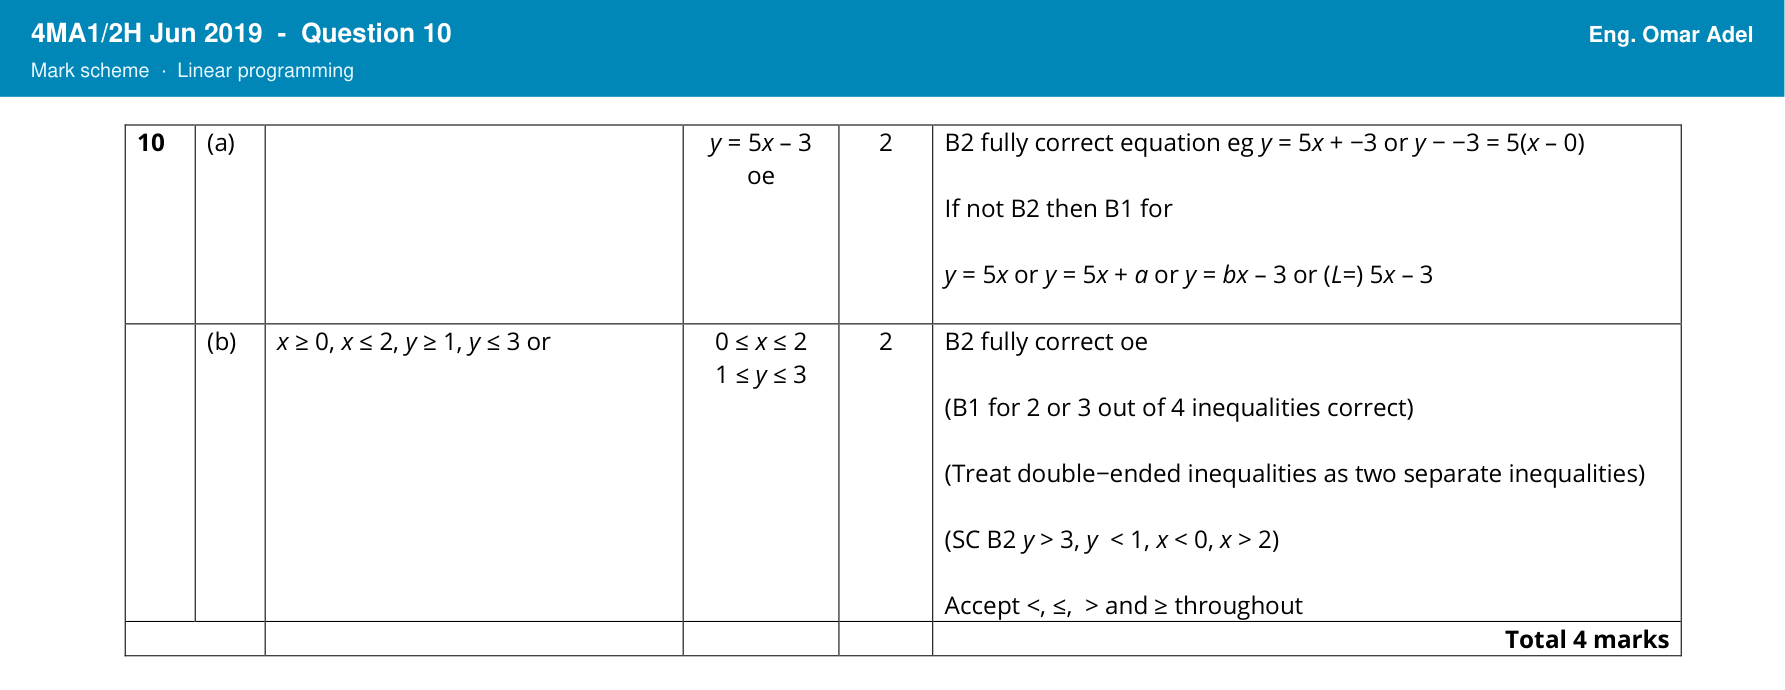 4MA1/2H Jun 2019 - Question 10
Eng. Omar Adel
Mark scheme · Linear programming
10 (a) y = 5x – 3 2 B2 fully correct equation eg y = 5x + −3 or y − −3 = 5(x – 0)
oe
If not B2 then B1 for
y = 5x or y = 5x + a or y = bx – 3 or (L=) 5x – 3
(b) x ≥ 0, x ≤ 2, y ≥ 1, y ≤ 3 or 0 ≤ x ≤ 2 2 B2 fully correct oe
1 ≤ y ≤ 3
(B1 for 2 or 3 out of 4 inequalities correct)
(Treat double−ended inequalities as two separate inequalities)
(SC B2 y > 3, y < 1, x < 0, x > 2)
Accept <, ≤, > and ≥ throughout
Total 4 marks